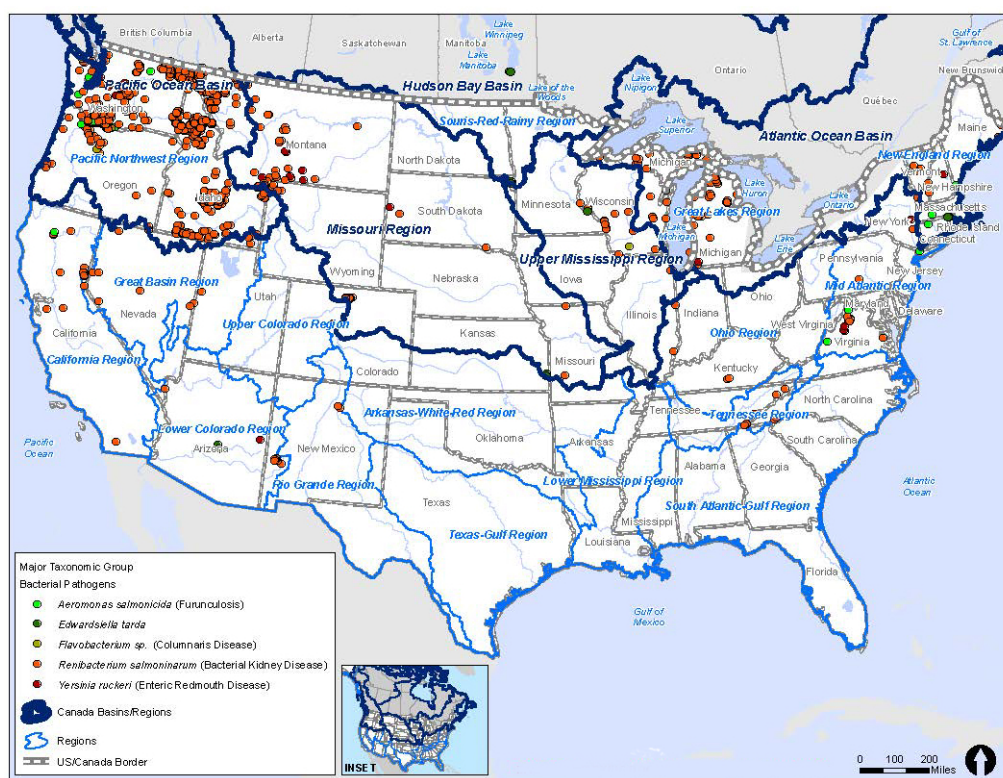 British Columbia
Alberta
Saskatchewan
Manitoba
Lake
Winnipeg
Lake
Manitoba
Ontario
Québec
New Brunswick
Gulf of
St. Lawrence
Lake of the
Woods
Lake
Nipigon
Lake
Superior
Pacific Ocean Basin
Hudson Bay Basin
Souris-Red-Rainy Region
Atlantic Ocean Basin
Washington
Pacific Northwest Region
Oregon
Idaho
Montana
North Dakota
South Dakota
Missouri Region
Minnesota
Wisconsin
Michigan
Great Lakes Region
Lake
Michigan
Lake
Huron
Lake
Ontario
Michigan
New England Region
Maine
Vermont
New Hampshire
Massachusetts
Rhode Island
Connecticut
New York
Upper Mississippi Region
Wyoming
Nebraska
Iowa
Illinois
Indiana
Ohio
Pennsylvania
New Jersey
Mid Atlantic Region
Maryland
Delaware
West Virginia
Virginia
Ohio Region
Great Basin Region
Nevada
Utah
California
California Region
Upper Colorado Region
Colorado
Kansas
Missouri
Kentucky
Tennessee
Tennessee Region
North Carolina
South Carolina
Pacific
Ocean
Lower Colorado Region
Arizona
New Mexico
Rio Grande Region
Arkansas-White-Red Region
Oklahoma
Arkansas
Lower Mississippi Region
Alabama
Georgia
South Atlantic-Gulf Region
Mississippi
Louisiana
Texas
Texas-Gulf Region
Florida
Atlantic
Ocean
Gulf of
Mexico
Major Taxonomic Group
Bacterial Pathogens
Aeromonas salmonicida (Furunculosis)
Edwardsiella tarda
Flavobacterium sp. (Columnaris Disease)
Renibacterium salmoninarum (Bacterial Kidney Disease)
Yersinia ruckeri (Enteric Redmouth Disease)
Canada Basins/Regions
Regions
US/Canada Border
INSET
0 100 200
Miles